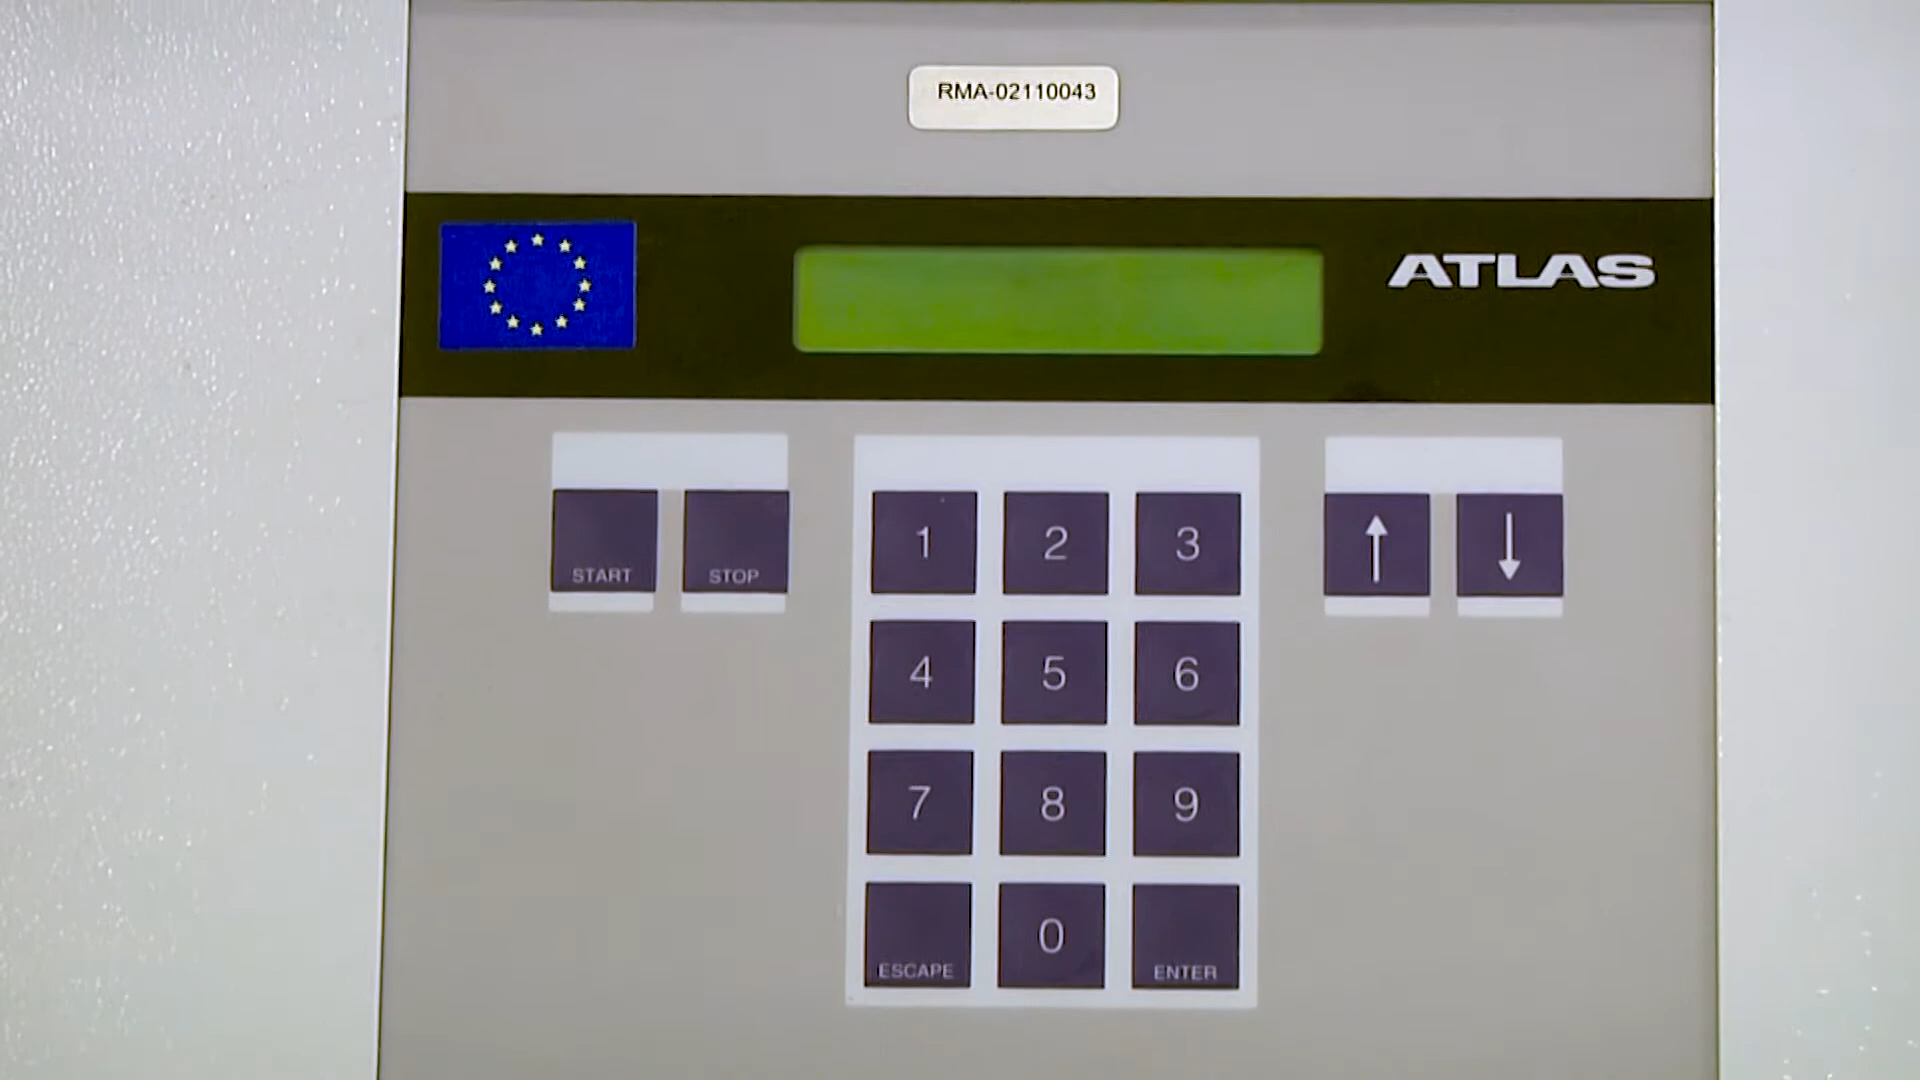 RMA-02110043
ATLAS
START STOP
1 2 3
4 5 6
7 8 9
ESCAPE 0 ENTER